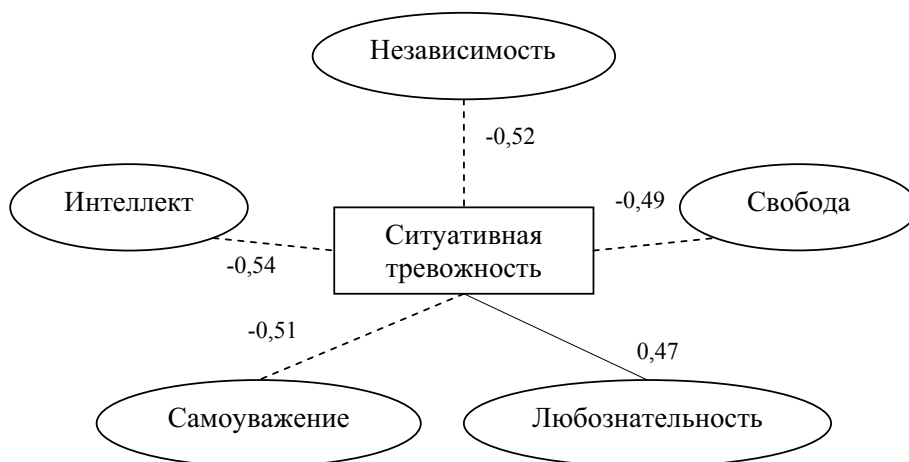 Независимость
-0,52
Интеллект
-0,49
Свобода
Ситуативная
тревожность
-0,54
-0,51
0,47
Самоуважение
Любознательность